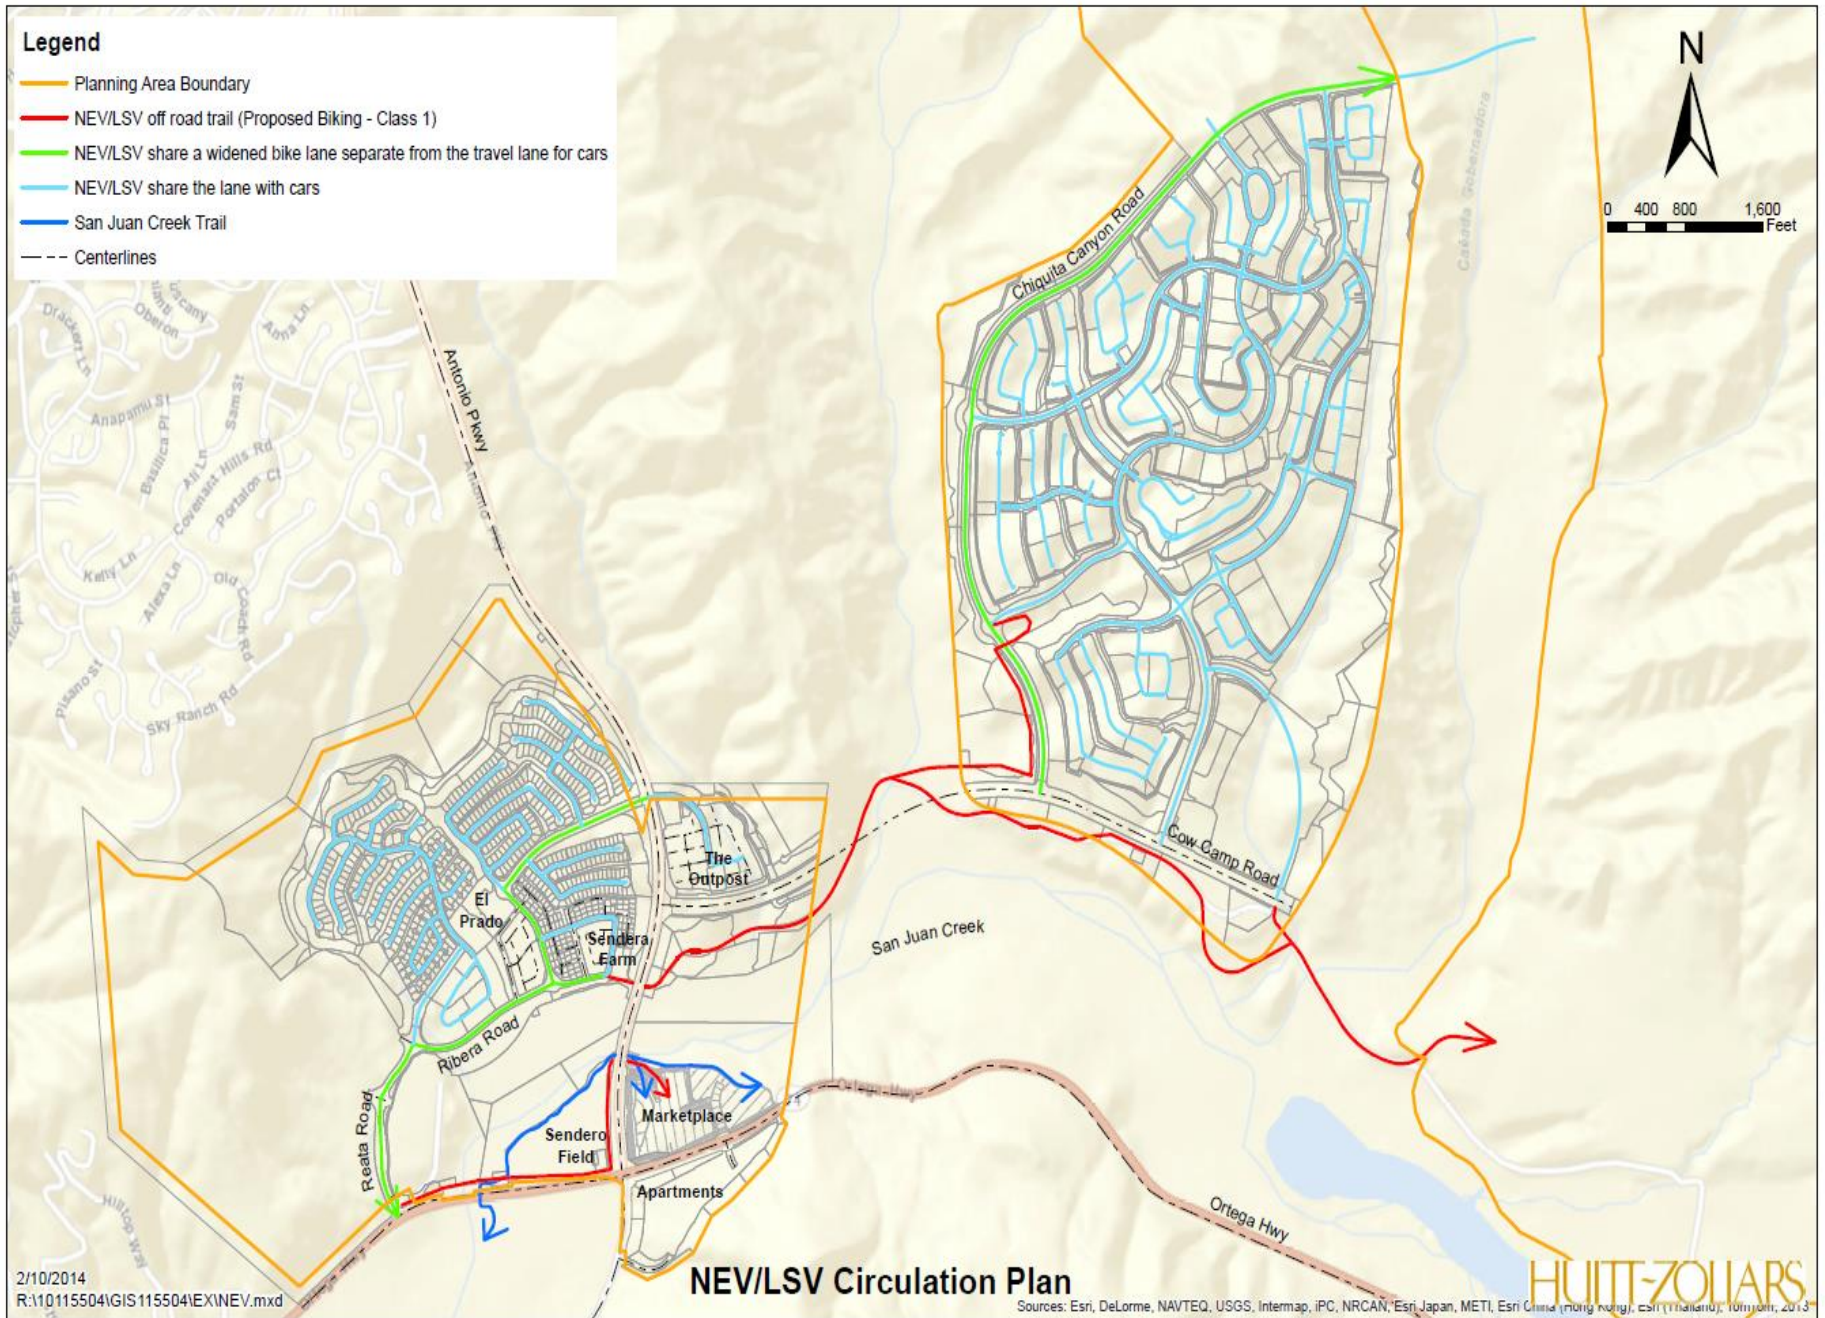 Legend
Planning Area Boundary
NEV/LSV off road trail (Proposed Biking - Class 1)
NEV/LSV share a widened bike lane separate from the travel lane for cars
NEV/LSV share the lane with cars
San Juan Creek Trail
Centerlines
N
0 400 800 1,600
Feet
Cañada Gobernadora
Chiquita Canyon Road
Oberon
Anna Ln
Antonio Pkwy
Anapamu St
Basilica Pl
Sam St
Ali Ln
Covenant Hills Rd
Portalon Ct
Antonio Pkwy
Kelly Ln
Alexa Ln
Old Coach Rd
Pisano St
Sky Ranch Rd
The
Outpost
El
Prado
Sendera
Farm
Cow Camp Road
San Juan Creek
Ribera Road
Reata Road
Marketplace
Sendero
Field
Apartments
Ortega Hwy
Ortega Hwy
Hilltop Way
NEV/LSV Circulation Plan
2/10/2014
R:\10115504\GIS115504\EX\NEV.mxd
HUITT-ZOLLARS
Sources: Esri, DeLorme, NAVTEQ, USGS, Intermap, iPC, NRCAN, Esri Japan, METI, Esri China (Hong Kong), Esri (Thailand), TomTom, 2013